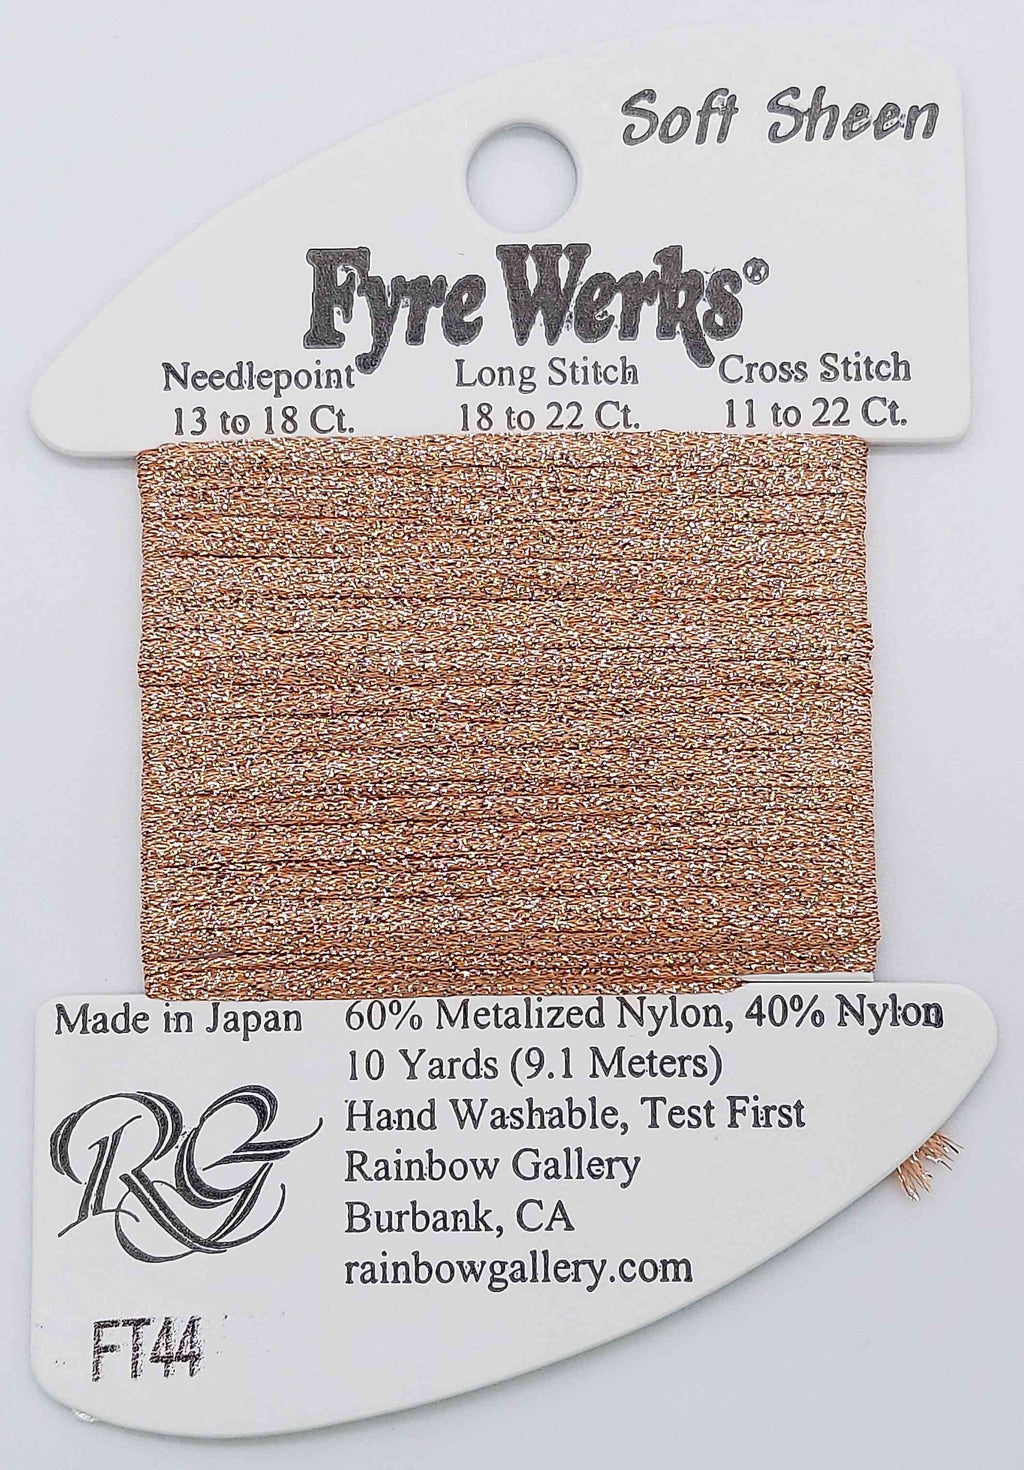 Soft Sheen
Fyre Werks®
Needlepoint Long Stitch Cross Stitch
13 to 18 Ct. 18 to 22 Ct. 11 to 22 Ct.
Made in Japan 60% Metalized Nylon, 40% Nylon
10 Yards (9.1 Meters)
Hand Washable, Test First
RG
Rainbow Gallery
Burbank, CA
rainbowgallery.com
FT44